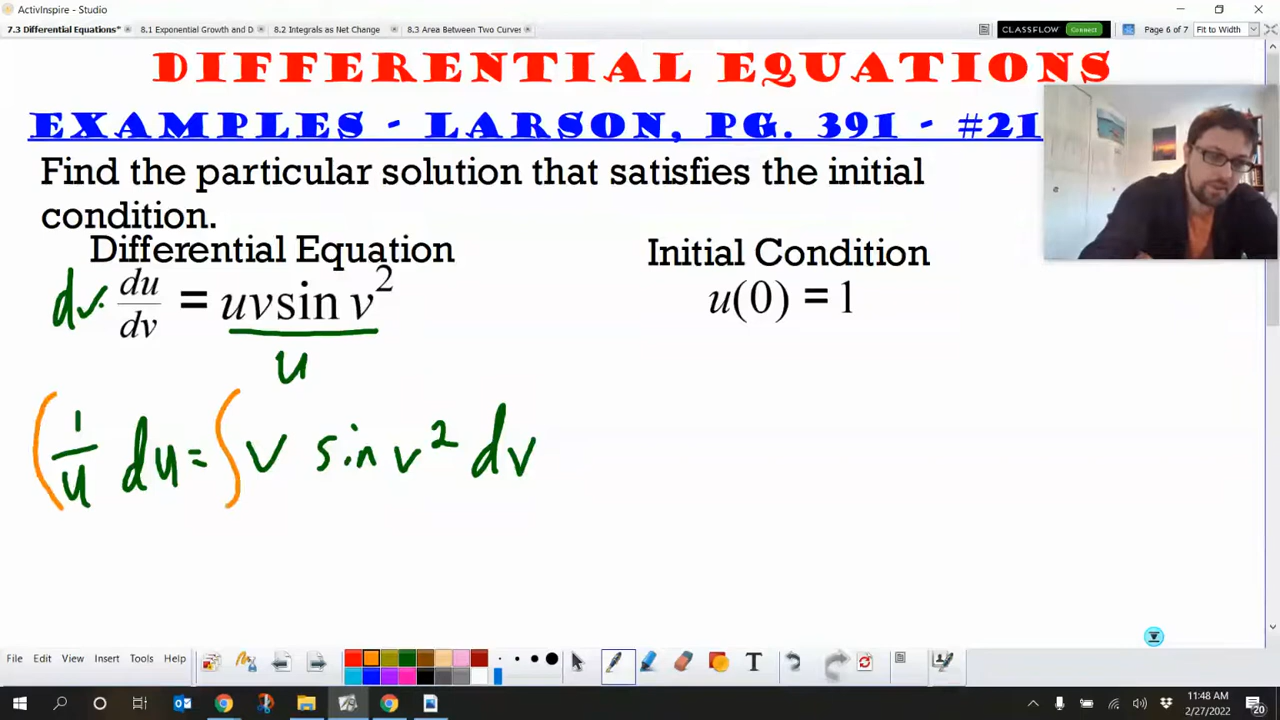 ActivInspire - Studio
7.3 Differential Equations* 8.1 Exponential Growth and D 8.2 Integrals as Net Change 8.3 Area Between Two Curves CLASSFLOW Connect Page 6 of 7 Fit to Width
DIFFERENTIAL EQUATIONS
EXAMPLES - LARSON, PG. 391 - #21
Find the particular solution that satisfies the initial
condition.
Differential Equation Initial Condition
dv · du/dv = uv sin v² u(0) = 1
u
∫ 1/u du = ∫ v sin v² dv
File Edit View Insert Tools Help
11:48 AM
2/27/2022
20